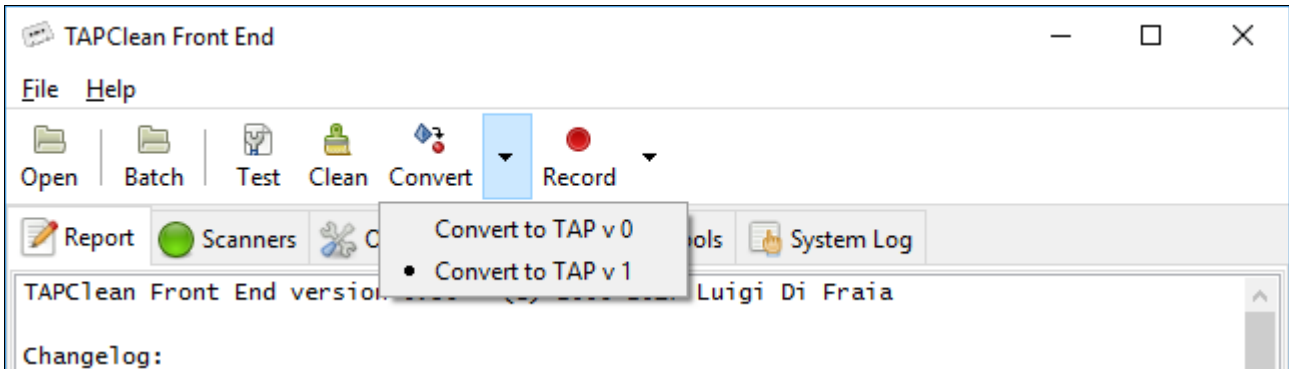 TAPClean Front End
File Help
Open Batch Test Clean Convert Record
Convert to TAP v 0
Convert to TAP v 1
Report Scanners ols System Log
TAPClean Front End version Luigi Di Fraia
Changelog: